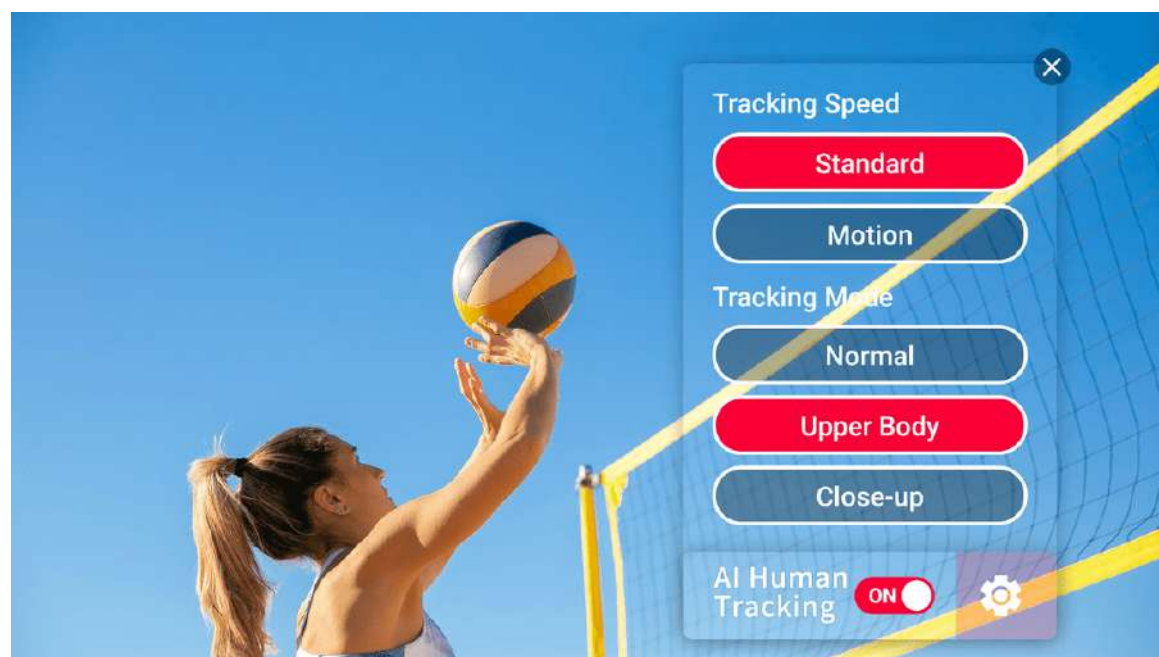 Tracking Speed
Standard
Motion
Tracking Mode
Normal
Upper Body
Close-up
AI Human
Tracking
ON